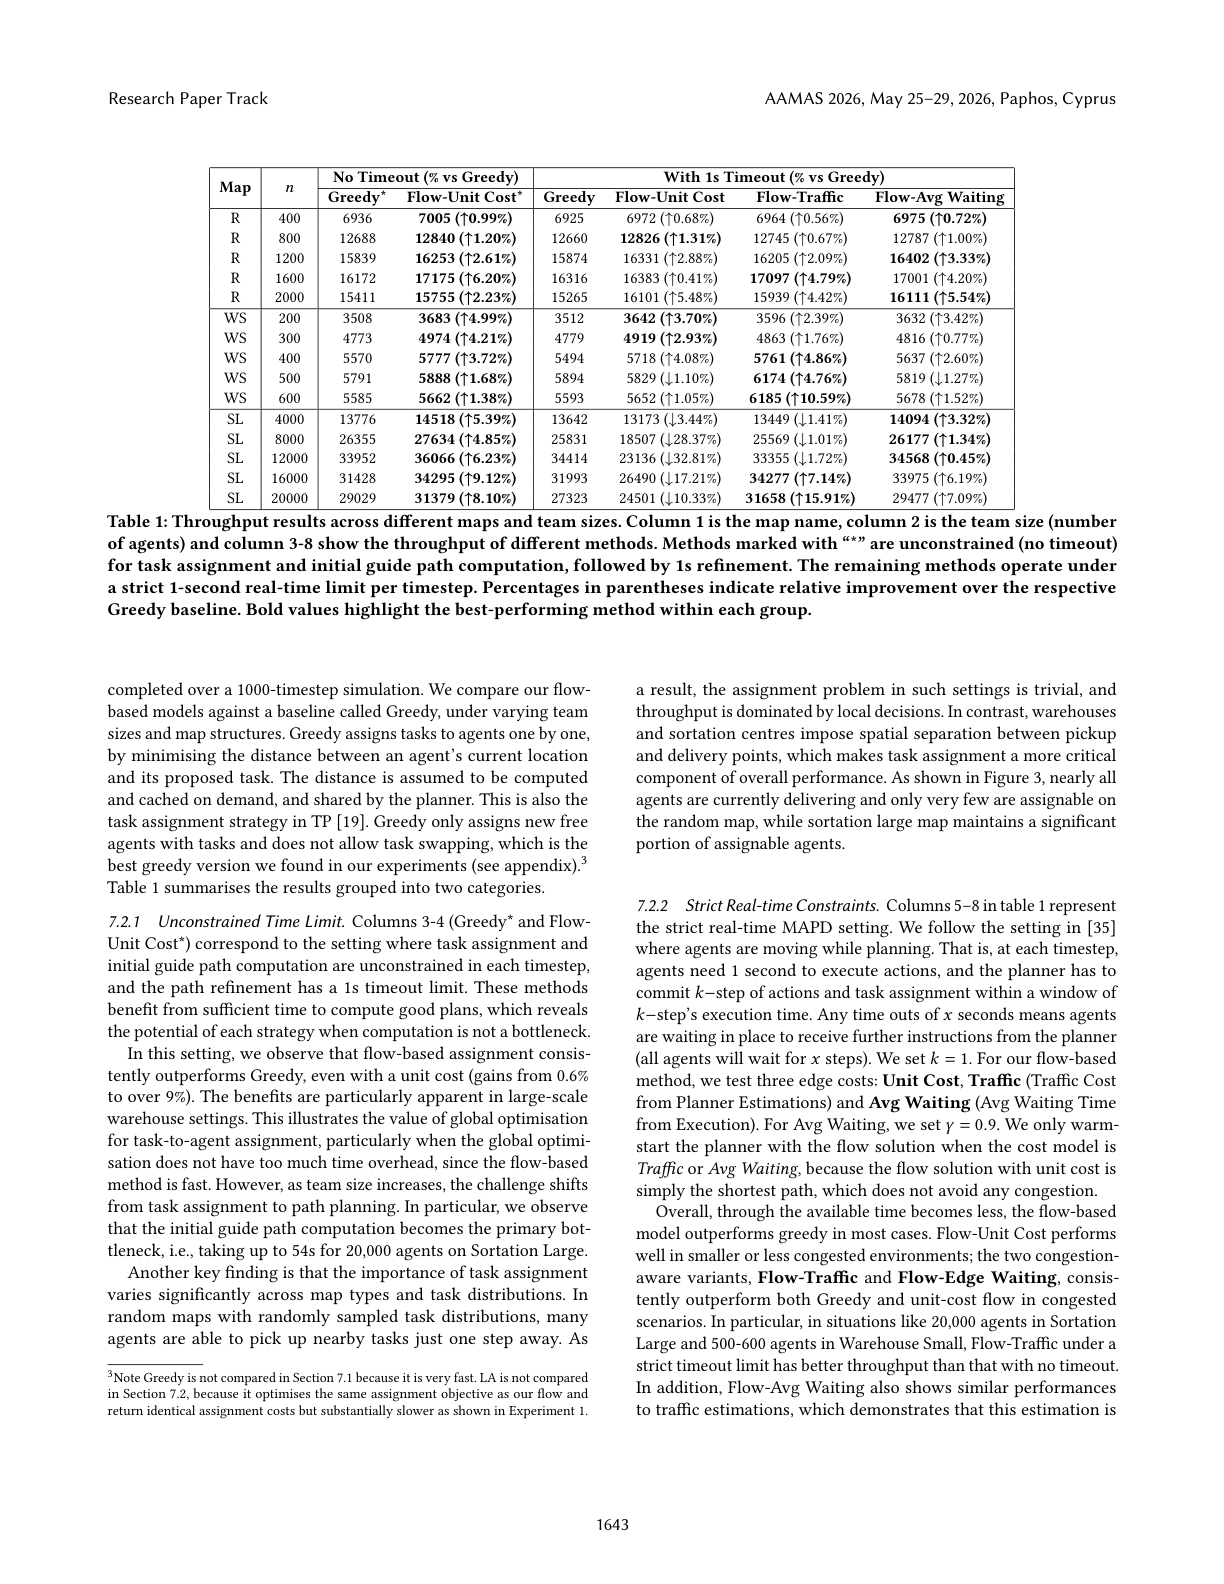 Research Paper Track
AAMAS 2026, May 25–29, 2026, Paphos, Cyprus
Map n No Timeout (% vs Greedy) With 1s Timeout (% vs Greedy)
Greedy* Flow-Unit Cost* Greedy Flow-Unit Cost Flow-Traffic Flow-Avg Waiting
R 400 6936 7005 (↑0.99%) 6925 6972 (↑0.68%) 6964 (↑0.56%) 6975 (↑0.72%)
R 800 12688 12840 (↑1.20%) 12660 12826 (↑1.31%) 12745 (↑0.67%) 12787 (↑1.00%)
R 1200 15839 16253 (↑2.61%) 15874 16331 (↑2.88%) 16205 (↑2.09%) 16402 (↑3.33%)
R 1600 16172 17175 (↑6.20%) 16316 16383 (↑0.41%) 17097 (↑4.79%) 17001 (↑4.20%)
R 2000 15411 15755 (↑2.23%) 15265 16101 (↑5.48%) 15939 (↑4.42%) 16111 (↑5.54%)
WS 200 3508 3683 (↑4.99%) 3512 3642 (↑3.70%) 3596 (↑2.39%) 3632 (↑3.42%)
WS 300 4773 4974 (↑4.21%) 4779 4919 (↑2.93%) 4863 (↑1.76%) 4816 (↑0.77%)
WS 400 5570 5777 (↑3.72%) 5494 5718 (↑4.08%) 5761 (↑4.86%) 5637 (↑2.60%)
WS 500 5791 5888 (↑1.68%) 5894 5829 (↓1.10%) 6174 (↑4.76%) 5819 (↓1.27%)
WS 600 5585 5662 (↑1.38%) 5593 5652 (↑1.05%) 6185 (↑10.59%) 5678 (↑1.52%)
SL 4000 13776 14518 (↑5.39%) 13642 13173 (↓3.44%) 13449 (↓1.41%) 14094 (↑3.32%)
SL 8000 26355 27634 (↑4.85%) 25831 18507 (↓28.37%) 25569 (↓1.01%) 26177 (↑1.34%)
SL 12000 33952 36066 (↑6.23%) 34414 23136 (↓32.81%) 33355 (↓1.72%) 34568 (↑0.45%)
SL 16000 31428 34295 (↑9.12%) 31993 26490 (↓17.21%) 34277 (↑7.14%) 33975 (↑6.19%)
SL 20000 29029 31379 (↑8.10%) 27323 24501 (↓10.33%) 31658 (↑15.91%) 29477 (↑7.09%)
Table 1: Throughput results across different maps and team sizes. Column 1 is the map name, column 2 is the team size (number
of agents) and column 3-8 show the throughput of different methods. Methods marked with “*” are unconstrained (no timeout)
for task assignment and initial guide path computation, followed by 1s refinement. The remaining methods operate under
a strict 1-second real-time limit per timestep. Percentages in parentheses indicate relative improvement over the respective
Greedy baseline. Bold values highlight the best-performing method within each group.
completed over a 1000-timestep simulation. We compare our flow-
based models against a baseline called Greedy, under varying team
sizes and map structures. Greedy assigns tasks to agents one by one,
by minimising the distance between an agent's current location
and its proposed task. The distance is assumed to be computed
and cached on demand, and shared by the planner. This is also the
task assignment strategy in TP [19]. Greedy only assigns new free
agents with tasks and does not allow task swapping, which is the
best greedy version we found in our experiments (see appendix).3
Table 1 summarises the results grouped into two categories.
7.2.1 Unconstrained Time Limit. Columns 3-4 (Greedy* and Flow-
Unit Cost*) correspond to the setting where task assignment and
initial guide path computation are unconstrained in each timestep,
and the path refinement has a 1s timeout limit. These methods
benefit from sufficient time to compute good plans, which reveals
the potential of each strategy when computation is not a bottleneck.
In this setting, we observe that flow-based assignment consis-
tently outperforms Greedy, even with a unit cost (gains from 0.6%
to over 9%). The benefits are particularly apparent in large-scale
warehouse settings. This illustrates the value of global optimisation
for task-to-agent assignment, particularly when the global optimi-
sation does not have too much time overhead, since the flow-based
method is fast. However, as team size increases, the challenge shifts
from task assignment to path planning. In particular, we observe
that the initial guide path computation becomes the primary bot-
tleneck, i.e., taking up to 54s for 20,000 agents on Sortation Large.
Another key finding is that the importance of task assignment
varies significantly across map types and task distributions. In
random maps with randomly sampled task distributions, many
agents are able to pick up nearby tasks just one step away. As
3Note Greedy is not compared in Section 7.1 because it is very fast. LA is not compared
in Section 7.2, because it optimises the same assignment objective as our flow and
return identical assignment costs but substantially slower as shown in Experiment 1.
a result, the assignment problem in such settings is trivial, and
throughput is dominated by local decisions. In contrast, warehouses
and sortation centres impose spatial separation between pickup
and delivery points, which makes task assignment a more critical
component of overall performance. As shown in Figure 3, nearly all
agents are currently delivering and only very few are assignable on
the random map, while sortation large map maintains a significant
portion of assignable agents.
7.2.2 Strict Real-time Constraints. Columns 5–8 in table 1 represent
the strict real-time MAPD setting. We follow the setting in [35]
where agents are moving while planning. That is, at each timestep,
agents need 1 second to execute actions, and the planner has to
commit k−step of actions and task assignment within a window of
k−step's execution time. Any time outs of x seconds means agents
are waiting in place to receive further instructions from the planner
(all agents will wait for x steps). We set k = 1. For our flow-based
method, we test three edge costs: Unit Cost, Traffic (Traffic Cost
from Planner Estimations) and Avg Waiting (Avg Waiting Time
from Execution). For Avg Waiting, we set γ = 0.9. We only warm-
start the planner with the flow solution when the cost model is
Traffic or Avg Waiting, because the flow solution with unit cost is
simply the shortest path, which does not avoid any congestion.
Overall, through the available time becomes less, the flow-based
model outperforms greedy in most cases. Flow-Unit Cost performs
well in smaller or less congested environments; the two congestion-
aware variants, Flow-Traffic and Flow-Edge Waiting, consis-
tently outperform both Greedy and unit-cost flow in congested
scenarios. In particular, in situations like 20,000 agents in Sortation
Large and 500-600 agents in Warehouse Small, Flow-Traffic under a
strict timeout limit has better throughput than that with no timeout.
In addition, Flow-Avg Waiting also shows similar performances
to traffic estimations, which demonstrates that this estimation is
1643